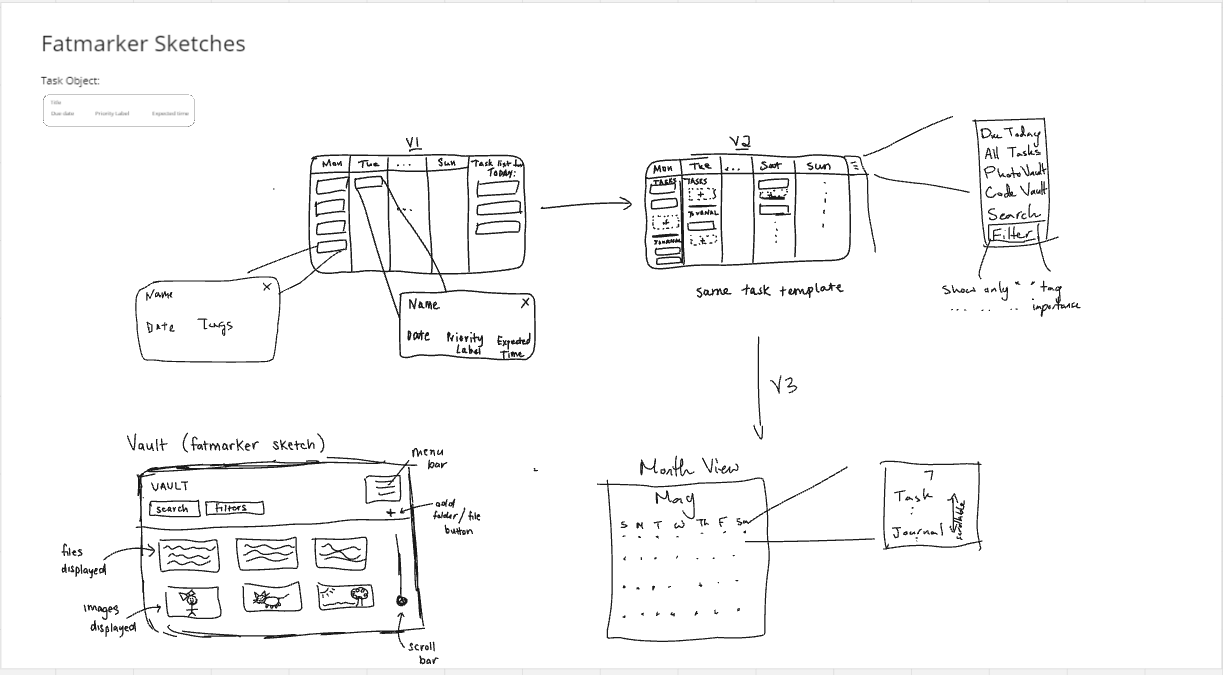 Fatmarker Sketches
Task Object:
Title
Due date Priority Label Expected time
V1
Mon Tue ... Sun Task list for
Today:
...
Name X
Date Tags
Name X
Date Priority Expected
Label Time
V2
Mon Tue ... Sat Sun
TASKS TASKS
+ +
+
JOURNAL
JOURNAL +
same task template
Due Today
All Tasks
Photo Vault
Code Vault
Search
Filter
Show only " " tag
... .. .. importance
V3
Vault (fatmarker sketch)
menu
bar
VAULT
search filters
+
add
folder/file
button
files
displayed
images
displayed
scroll
bar
Month View
May
S M T W Th F Sa
7
Task
:
Journal
scrollable